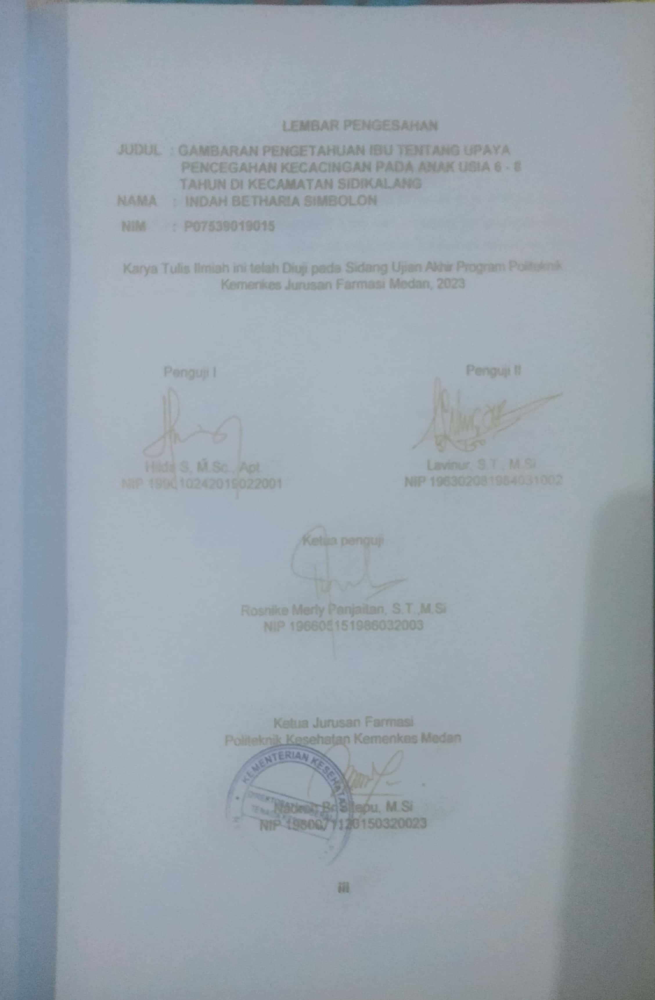 LEMBAR PENGESAHAN
JUDUL : GAMBARAN PENGETAHUAN IBU TENTANG UPAYA
PENCEGAHAN KECACINGAN PADA ANAK USIA 6 - 8
TAHUN DI KECAMATAN SIDIKALANG
NAMA : INDAH BETHARIA SIMBOLON
NIM : P07539019015
Karya Tulis Ilmiah ini telah Diuji pada Sidang Ujian Akhir Program Politeknik
Kemenkes Jurusan Farmasi Medan, 2023
Penguji I
Penguji II
Hilda S, M.Sc., Apt
NIP 199010242019022001
Lavinur, S.T., M.Si
NIP 196302081984031002
Ketua penguji
Rosnike Merly Panjaitan, S.T.,M.Si
NIP 196605151986032003
Ketua Jurusan Farmasi
Politeknik Kesehatan Kemenkes Medan
KEMENTERIAN KESEHATAN
Br Sitepu, M.Si
NIP
iii